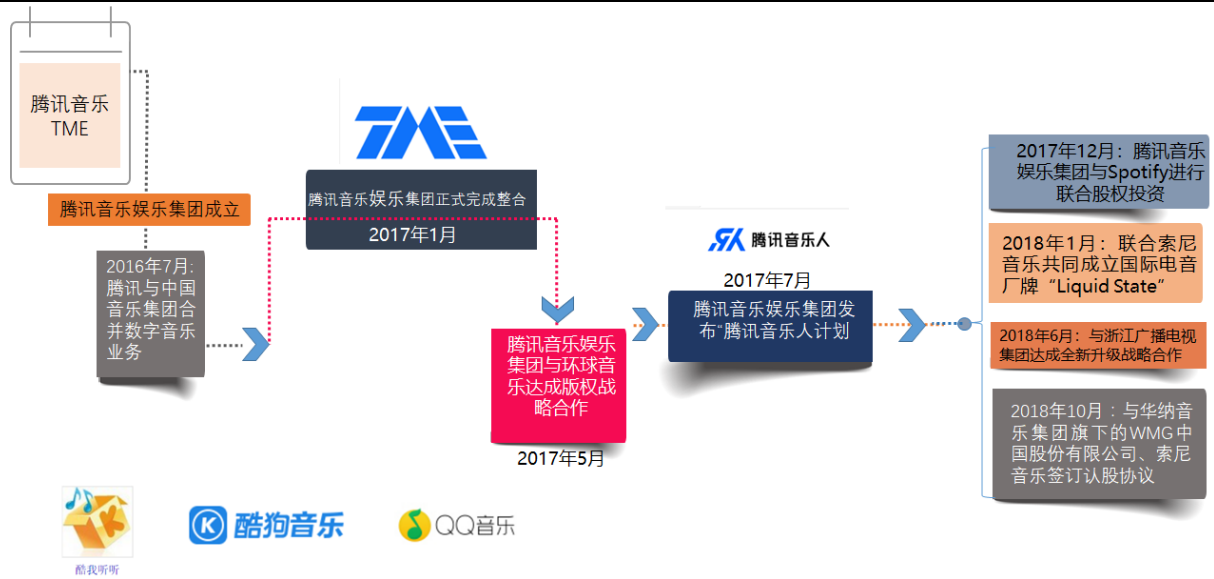 腾讯音乐
TME
腾讯音乐娱乐集团成立
2016年7月:
腾讯与中国
音乐集团合
并数字音乐
业务
TME
腾讯音乐娱乐集团正式完成整合
2017年1月
腾讯音乐娱乐
集团与环球音
乐达成版权战
略合作
2017年5月
腾讯音乐人
2017年7月
腾讯音乐娱乐集团发
布“腾讯音乐人计划
2017年12月：腾讯音乐
娱乐集团与Spotify进行
联合股权投资
2018年1月：联合索尼
音乐共同成立国际电音
厂牌“Liquid State”
2018年6月：与浙江广播电视
集团达成全新升级战略合作
2018年10月：与华纳音
乐集团旗下的WMG中
国股份有限公司、索尼
音乐签订认股协议
K
酷我听听
K
酷狗音乐
QQ音乐